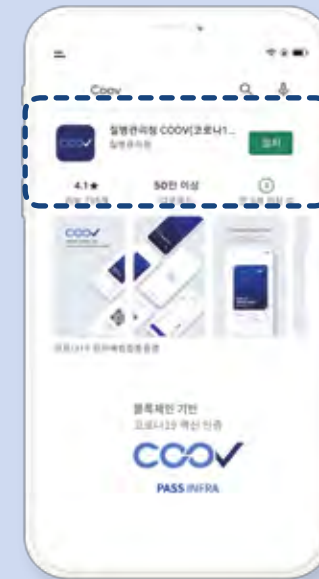 Coov
COOV
질병관리청 COOV(코로나1...
질병관리청
설치
4.1★
50만 이상
COOV
블록체인 기반
코로나19 백신 인증
COOV
PASS INFRA